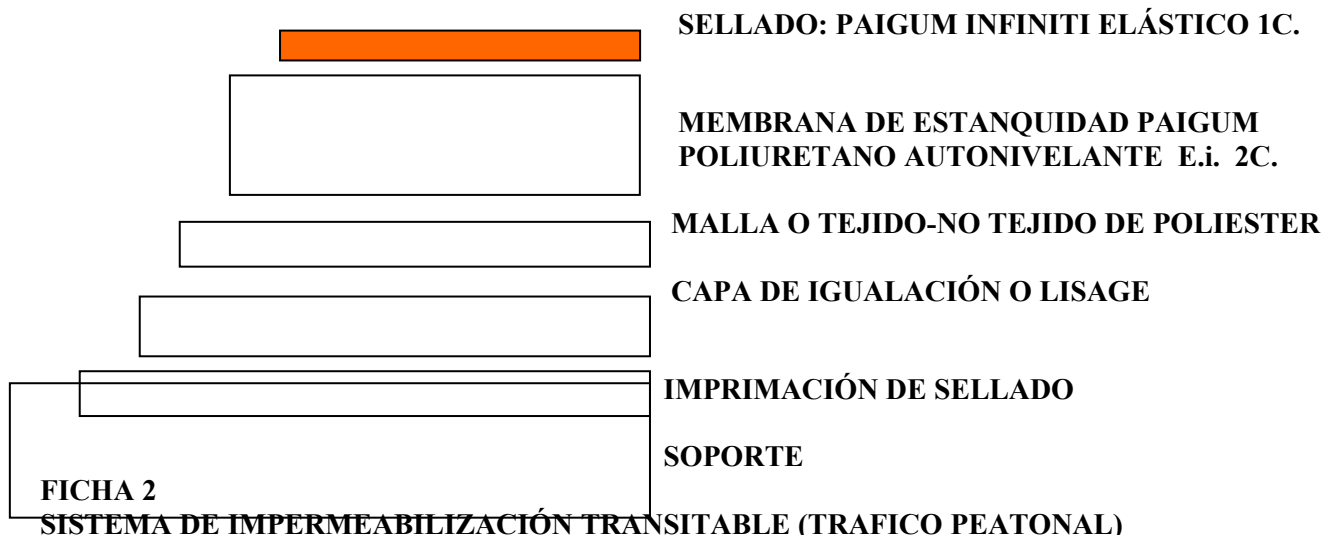 SELLADO: PAIGUM INFINITI ELÁSTICO 1C.
MEMBRANA DE ESTANQUIDAD PAIGUM
POLIURETANO AUTONIVELANTE E.i. 2C.
MALLA O TEJIDO-NO TEJIDO DE POLIESTER
CAPA DE IGUALACIÓN O LISAGE
IMPRIMACIÓN DE SELLADO
SOPORTE
FICHA 2
SISTEMA DE IMPERMEABILIZACIÓN TRANSITABLE (TRAFICO PEATONAL)